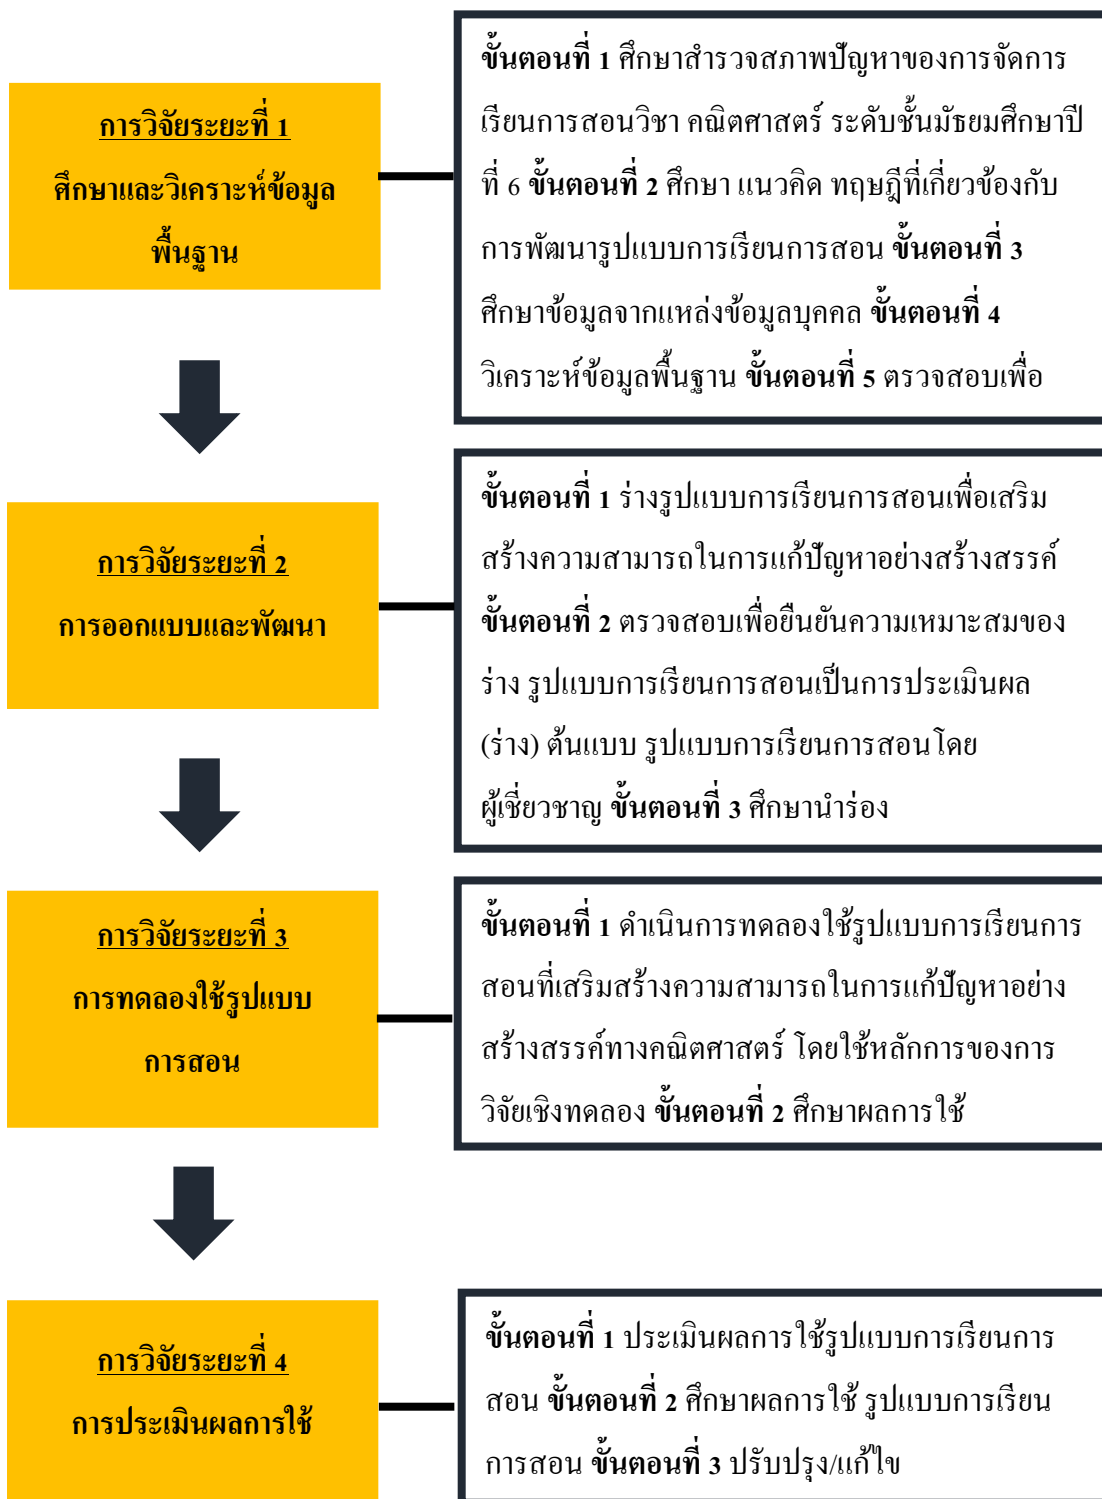 การวิจัยระยะที่ 1
ศึกษาและวิเคราะห์ข้อมูล
พื้นฐาน
ขั้นตอนที่ 1 ศึกษาสำรวจสภาพปัญหาของการจัดการ
เรียนการสอนวิชา คณิตศาสตร์ ระดับชั้นมัธยมศึกษาปี
ที่ 6 ขั้นตอนที่ 2 ศึกษา แนวคิด ทฤษฎีที่เกี่ยวข้องกับ
การพัฒนารูปแบบการเรียนการสอน ขั้นตอนที่ 3
ศึกษาข้อมูลจากแหล่งข้อมูลบุคคล ขั้นตอนที่ 4
วิเคราะห์ข้อมูลพื้นฐาน ขั้นตอนที่ 5 ตรวจสอบเพื่อ
การวิจัยระยะที่ 2
การออกแบบและพัฒนา
ขั้นตอนที่ 1 ร่างรูปแบบการเรียนการสอนเพื่อเสริม
สร้างความสามารถในการแก้ปัญหาอย่างสร้างสรรค์
ขั้นตอนที่ 2 ตรวจสอบเพื่อยืนยันความเหมาะสมของ
ร่าง รูปแบบการเรียนการสอนเป็นการประเมินผล
(ร่าง) ต้นแบบ รูปแบบการเรียนการสอนโดย
ผู้เชี่ยวชาญ ขั้นตอนที่ 3 ศึกษานำร่อง
การวิจัยระยะที่ 3
การทดลองใช้รูปแบบ
การสอน
ขั้นตอนที่ 1 ดำเนินการทดลองใช้รูปแบบการเรียนการ
สอนที่เสริมสร้างความสามารถในการแก้ปัญหาอย่าง
สร้างสรรค์ทางคณิตศาสตร์ โดยใช้หลักการของการ
วิจัยเชิงทดลอง ขั้นตอนที่ 2 ศึกษาผลการใช้
การวิจัยระยะที่ 4
การประเมินผลการใช้
ขั้นตอนที่ 1 ประเมินผลการใช้รูปแบบการเรียนการ
สอน ขั้นตอนที่ 2 ศึกษาผลการใช้ รูปแบบการเรียน
การสอน ขั้นตอนที่ 3 ปรับปรุง/แก้ไข